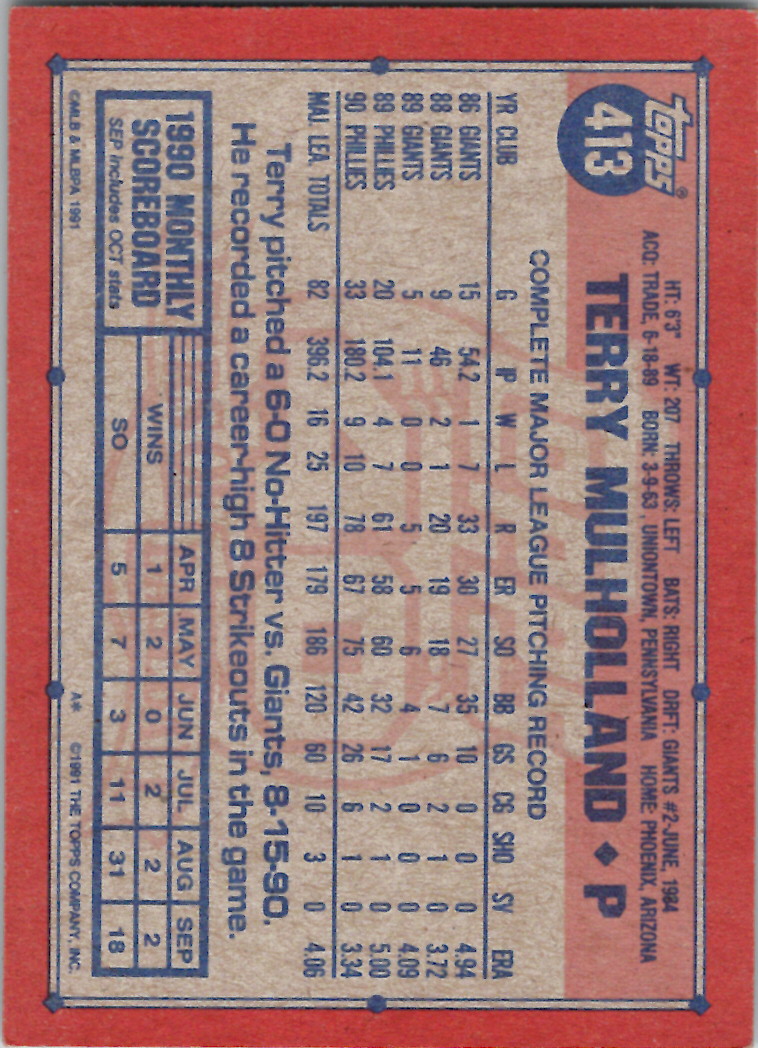 TOPPS®
413
HT: 6'3" WT: 207 THROWS: LEFT BATS: RIGHT DRFT: GIANTS #2-JUNE, 1984
ACQ: TRADE, 6-18-89 BORN: 3-9-63 , UNIONTOWN, PENNSYLVANIA HOME: PHOENIX, ARIZONA
TERRY MULHOLLAND ◆ P
COMPLETE MAJOR LEAGUE PITCHING RECORD
YR CLUB G IP W L R ER SO BB GS CG SHO SV ERA
86 GIANTS 15 54.2 1 7 33 30 27 35 10 0 0 0 4.94
88 GIANTS 9 46 2 1 20 19 18 7 6 2 1 0 3.72
89 GIANTS 5 11 0 0 5 5 6 4 1 0 0 0 4.09
89 PHILLIES 20 104.1 4 7 61 58 60 32 17 2 1 0 5.00
90 PHILLIES 33 180.2 9 10 78 67 75 42 26 6 1 0 3.34
MAJ. LEA. TOTALS 82 396.2 16 25 197 179 186 120 60 10 3 0 4.06
Terry pitched a 6-0 No-Hitter vs. Giants, 8-15-90.
He recorded a career-high 8 Strikeouts in the game.
1990 MONTHLY
SCOREBOARD
SEP includes OCT stats
APR MAY JUN JUL AUG SEP
WINS 1 2 0 2 2 2
SO 5 7 3 11 31 18
©MLB & MLBPA 1991 A* ©1991 THE TOPPS COMPANY, INC.